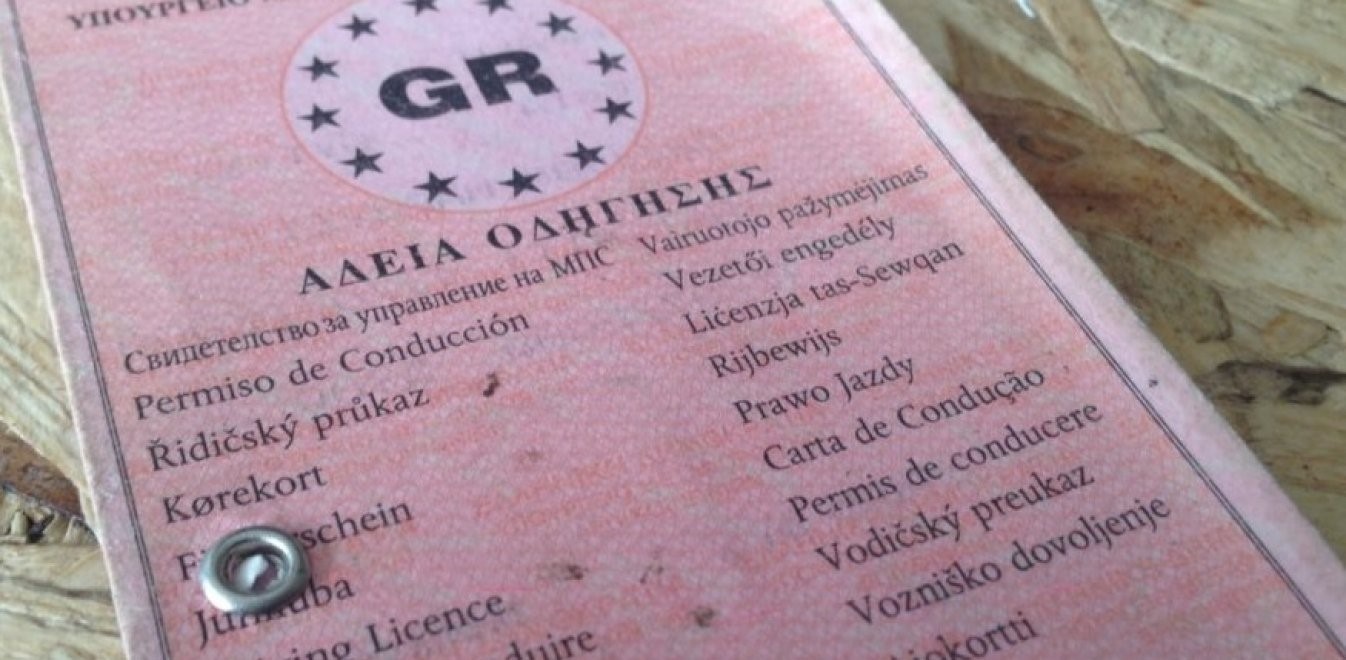 ΥΠΟΥΡΓΕΙΟ
GR
ΑΔΕΙΑ ΟΔΗΓΗΣΗΣ
Свидетелство за управление на МПС
Permiso de Conducción
Řidičský průkaz
Kørekort
Licence
Vairuotojo pažymėjimas
Vezetői engedély
Liċenzja tas-Sewqan
Rijbewijs
Prawo Jazdy
Carta de Condução
Permis de conducere
Vodičský preukaz
Vozniško dovoljenje